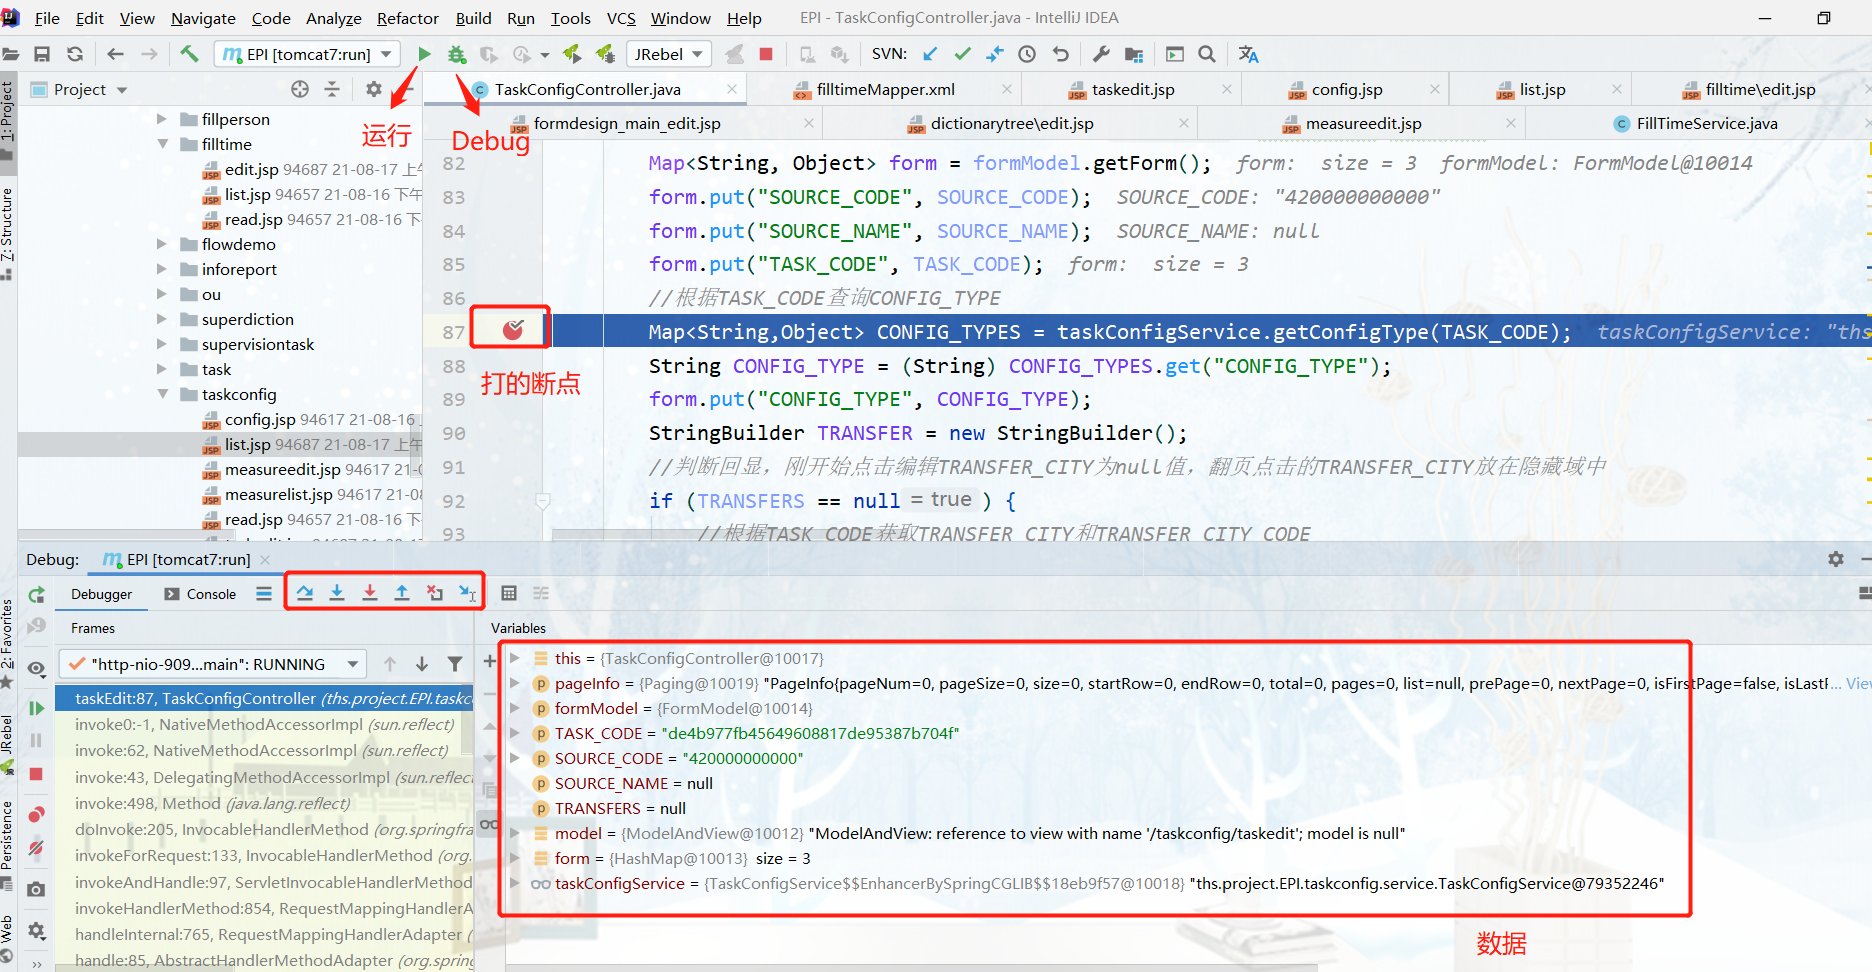 File Edit View Navigate Code Analyze Refactor Build Run Tools VCS Window Help EPI - TaskConfigController.java - IntelliJ IDEA
EPI [tomcat7:run] JRebel SVN:
Project TaskConfigController.java filltimeMapper.xml taskedit.jsp config.jsp list.jsp filltime\edit.jsp
formdesign_main_edit.jsp dictionarytree\edit.jsp measureedit.jsp FillTimeService.java
运行
Debug
1: Project
7: Structure
2: Favorites
JRebel
Persistence
Web
fillperson
filltime
edit.jsp 94687 21-08-17 上午
list.jsp 94657 21-08-16 下午
read.jsp 94657 21-08-16 下
flowdemo
inforeport
ou
superdiction
supervisiontask
task
taskconfig
config.jsp 94617 21-08-16
list.jsp 94687 21-08-17 上午
measureedit.jsp 94617 21-0
measurelist.jsp 94617 21-08
read.jsp 94657 21-08-16 下
82 Map<String, Object> form = formModel.getForm(); form: size = 3 formModel: FormModel@10014
83 form.put("SOURCE_CODE", SOURCE_CODE); SOURCE_CODE: "420000000000"
84 form.put("SOURCE_NAME", SOURCE_NAME); SOURCE_NAME: null
85 form.put("TASK_CODE", TASK_CODE); form: size = 3
86 //根据TASK_CODE查询CONFIG_TYPE
87 Map<String,Object> CONFIG_TYPES = taskConfigService.getConfigType(TASK_CODE); taskConfigService: "ths
88 String CONFIG_TYPE = (String) CONFIG_TYPES.get("CONFIG_TYPE");
89 form.put("CONFIG_TYPE", CONFIG_TYPE);
90 StringBuilder TRANSFER = new StringBuilder();
91 //判断回显, 刚开始点击编辑TRANSFER_CITY为null值, 翻页点击的TRANSFER_CITY放在隐藏域中
92 if (TRANSFERS == null = true ) {
93 //根据TASK_CODE获取TRANSFER_CITY和TRANSFER_CITY_CODE
打的断点
Debug: EPI [tomcat7:run]
Debugger Console
Frames Variables
"http-nio-909...main": RUNNING
taskEdit:87, TaskConfigController (ths.project.EPI.taskc
invoke0:-1, NativeMethodAccessorImpl (sun.reflect)
invoke:62, NativeMethodAccessorImpl (sun.reflect)
invoke:43, DelegatingMethodAccessorImpl (sun.reflect
invoke:498, Method (java.lang.reflect)
doInvoke:205, InvocableHandlerMethod (org.springfra
invokeForRequest:133, InvocableHandlerMethod (org.
invokeAndHandle:97, ServletInvocableHandlerMethod
invokeHandlerMethod:854, RequestMappingHandlerA
handleInternal:765, RequestMappingHandlerAdapter (
handle:85, AbstractHandlerMethodAdapter (org.spring
this = {TaskConfigController@10017}
pageInfo = {Paging@10019} "PageInfo{pageNum=0, pageSize=0, size=0, startRow=0, endRow=0, total=0, pages=0, list=null, prePage=0, nextPage=0, isFirstPage=false, isLastF... View
formModel = {FormModel@10014}
TASK_CODE = "de4b977fb45649608817de95387b704f"
SOURCE_CODE = "420000000000"
SOURCE_NAME = null
TRANSFERS = null
model = {ModelAndView@10012} "ModelAndView: reference to view with name '/taskconfig/taskedit'; model is null"
form = {HashMap@10013} size = 3
taskConfigService = {TaskConfigService$$EnhancerBySpringCGLIB$$18eb9f57@10018} "ths.project.EPI.taskconfig.service.TaskConfigService@79352246"
数据